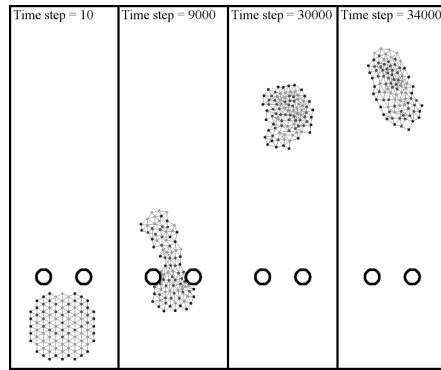 Time step = 10
Time step = 9000
Time step = 30000
Time step = 34000